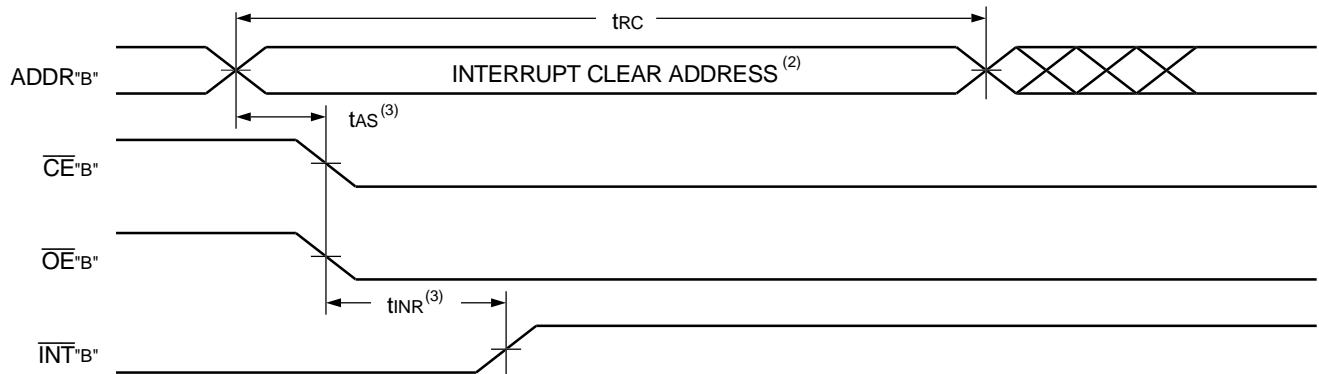 tRC
ADDR"B"
INTERRUPT CLEAR ADDRESS(2)
tAS(3)
CE"B"
OE"B"
tINR(3)
INT"B"